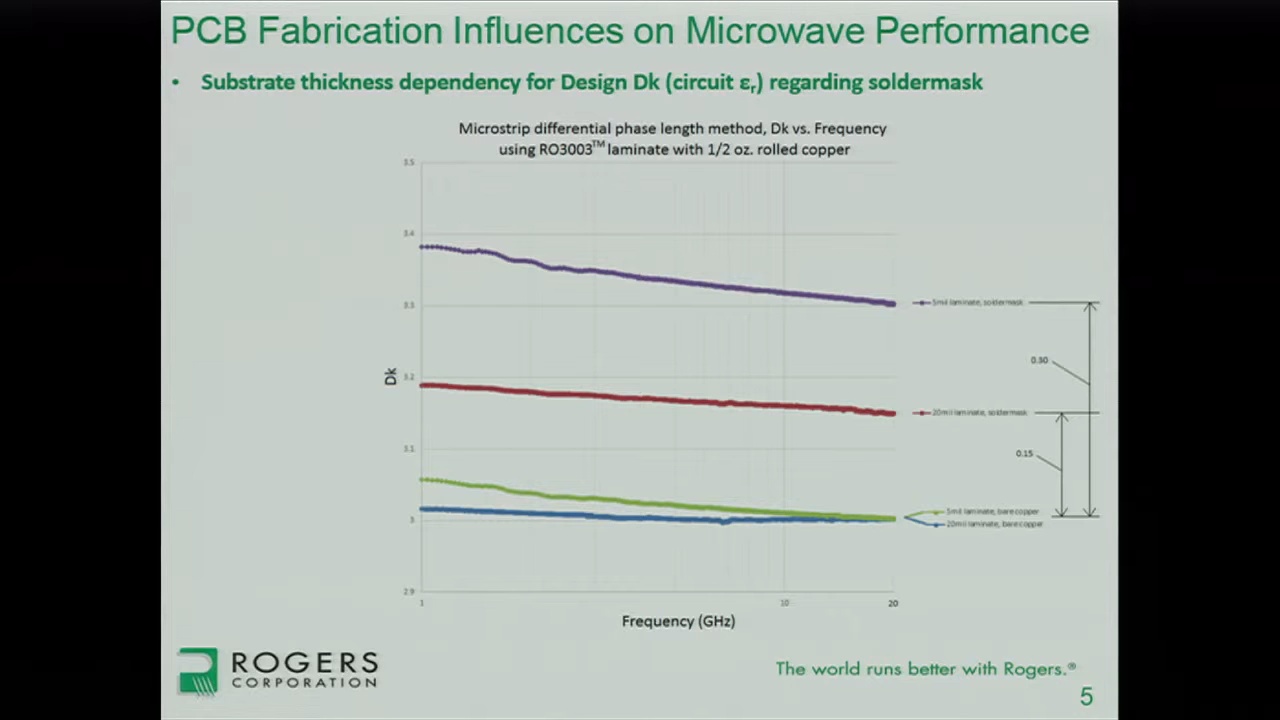 PCB Fabrication Influences on Microwave Performance
• Substrate thickness dependency for Design Dk (circuit εr) regarding soldermask
Microstrip differential phase length method, Dk vs. Frequency
using RO3003™ laminate with 1/2 oz. rolled copper
3.5
3.4
3.3
3.2
3.1
3
2.9
Dk
1
10
20
Frequency (GHz)
5mil laminate, soldermask
0.30
20mil laminate, soldermask
0.15
5mil laminate, bare copper
20mil laminate, bare copper
ROGERS
CORPORATION
The world runs better with Rogers.®
5